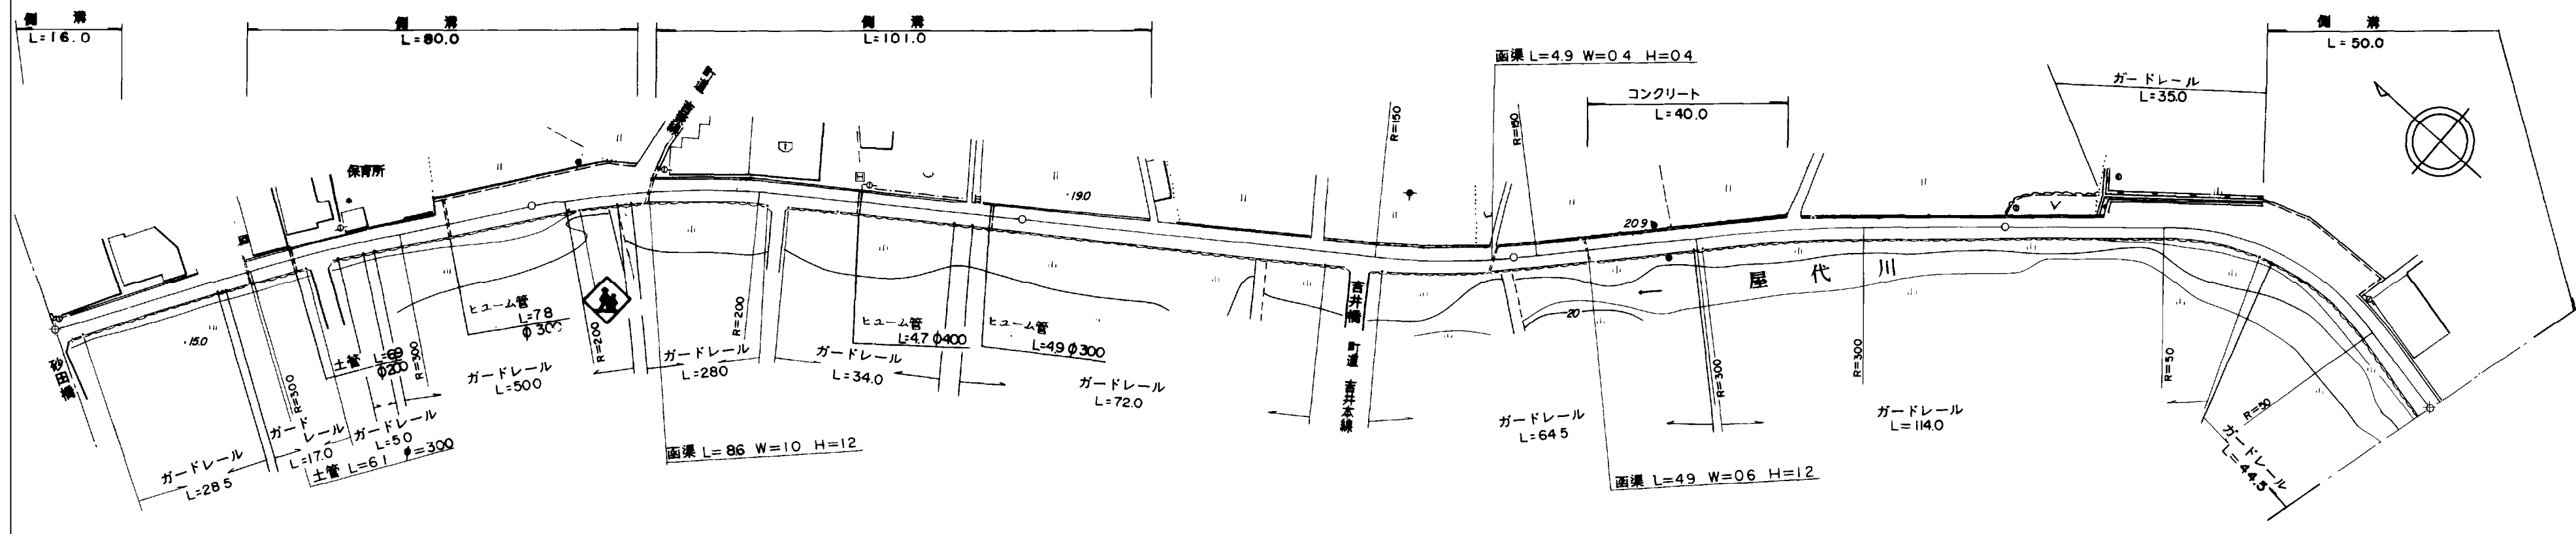 側溝
L=16.0
側溝
L=80.0
側溝
L=101.0
側溝
L=50.0
函渠 L=4.9 W=0.4 H=0.4
コンクリート
L=40.0
ガードレール
L=35.0
R=150
R=150
保育所
・19.0
20.9
屋代川
20
・15.0
砂田橋
ヒューム管
L=7.8
φ300
土管 L=6.9
φ200
R=300
R=300
ガードレール
L=50.0
R=200
ガードレール
L=28.0
R=200
ガードレール
L=34.0
ヒューム管
L=4.7 φ400
ヒューム管
L=4.9 φ300
ガードレール
L=72.0
吉井橋
町道 吉井本線
ガードレール
L=64.5
R=300
R=300
ガードレール
L=114.0
R=50
R=50
ガードレール
L=44.5
ガードレール
L=28.5
ガードレール
L=17.0
ガードレール
L=5.0
土管 L=6.1 φ=300
函渠 L=8.6 W=1.0 H=1.2
函渠 L=4.9 W=0.6 H=1.2